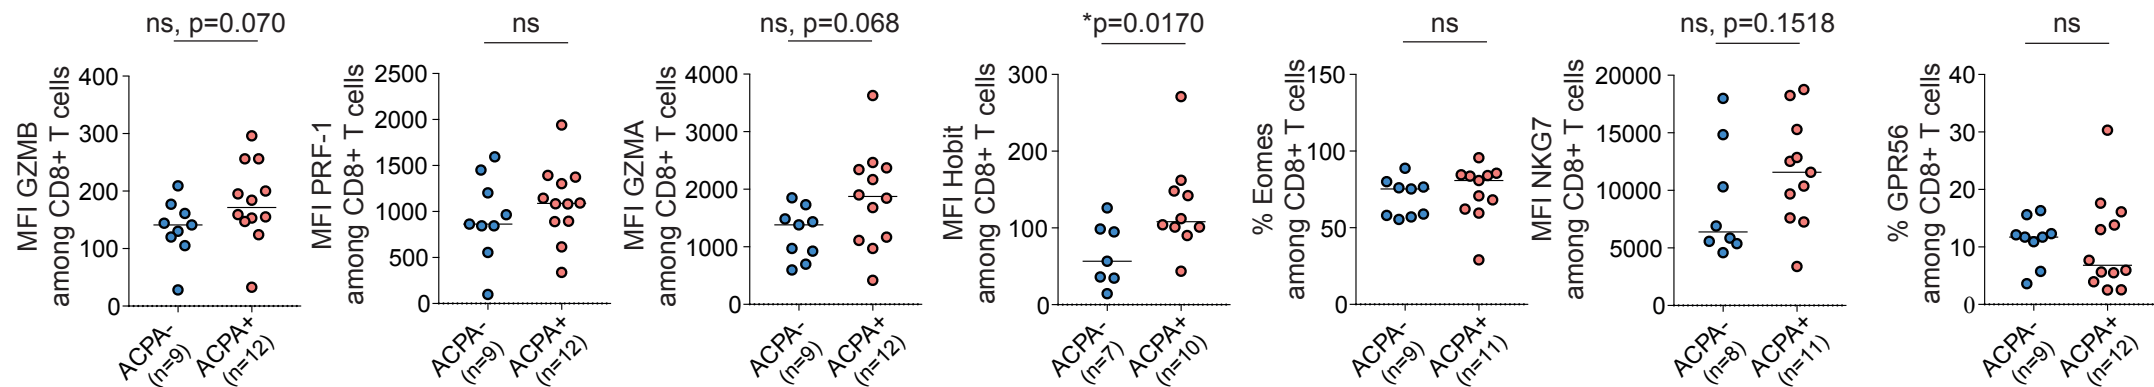 ns, p=0.070
MFI GZMB
among CD8+ T cells
400
300
200
100
0
ACPA-
(n=9)
ACPA+
(n=12)
ns
MFI PRF-1
among CD8+ T cells
2500
2000
1500
1000
500
0
ACPA-
(n=9)
ACPA+
(n=12)
ns, p=0.068
MFI GZMA
among CD8+ T cells
4000
3000
2000
1000
0
ACPA-
(n=9)
ACPA+
(n=12)
*p=0.0170
MFI Hobit
among CD8+ T cells
300
200
100
0
ACPA-
(n=7)
ACPA+
(n=10)
ns
% Eomes
among CD8+ T cells
150
100
50
0
ACPA-
(n=9)
ACPA+
(n=11)
ns, p=0.1518
MFI NKG7
among CD8+ T cells
20000
15000
10000
5000
0
ACPA-
(n=8)
ACPA+
(n=11)
ns
% GPR56
among CD8+ T cells
40
30
20
10
0
ACPA-
(n=9)
ACPA+
(n=12)